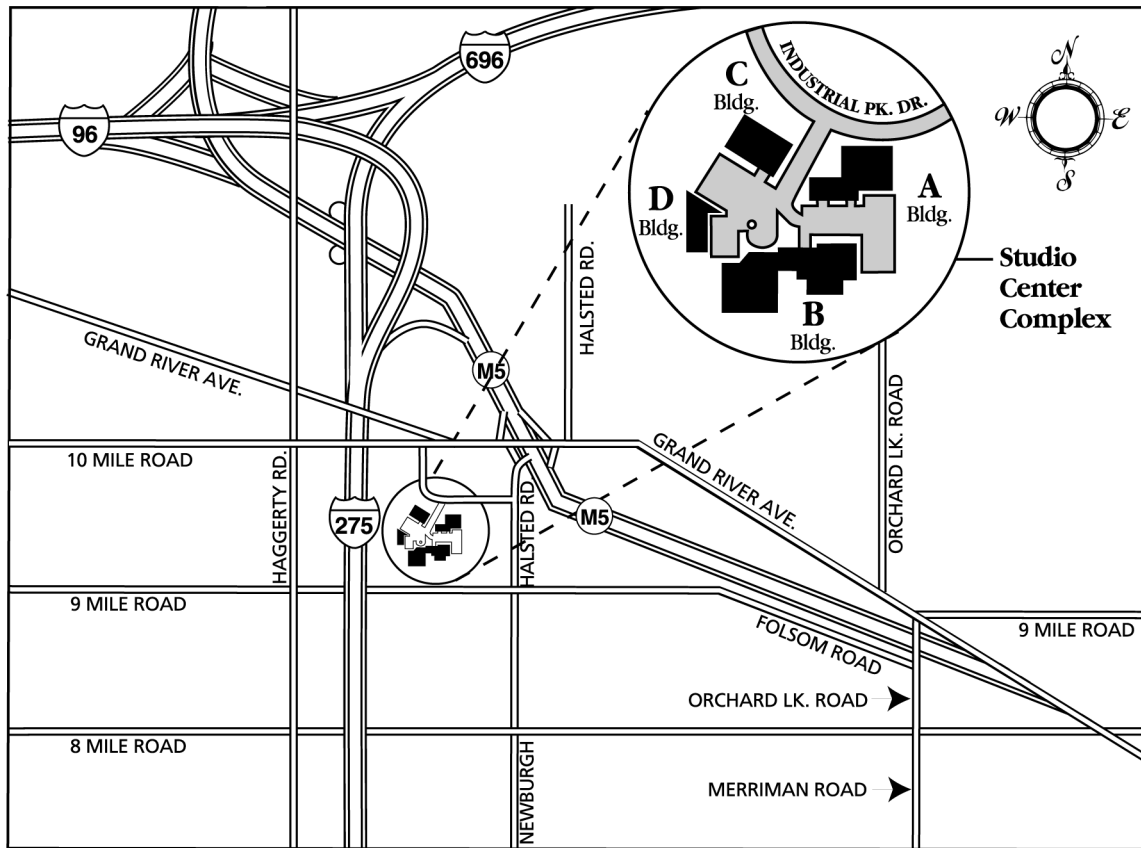 696
96
INDUSTRIAL PK. DR.
C
Bldg.
N
W
E
S
A
Bldg.
D
Bldg.
B
Bldg.
Studio
Center
Complex
HALSTED RD.
GRAND RIVER AVE.
M5
ORCHARD LK. ROAD
10 MILE ROAD
GRAND RIVER AVE.
HAGGERTY RD.
275
HALSTED RD
M5
9 MILE ROAD
FOLSOM ROAD
9 MILE ROAD
ORCHARD LK. ROAD
8 MILE ROAD
NEWBURGH
MERRIMAN ROAD